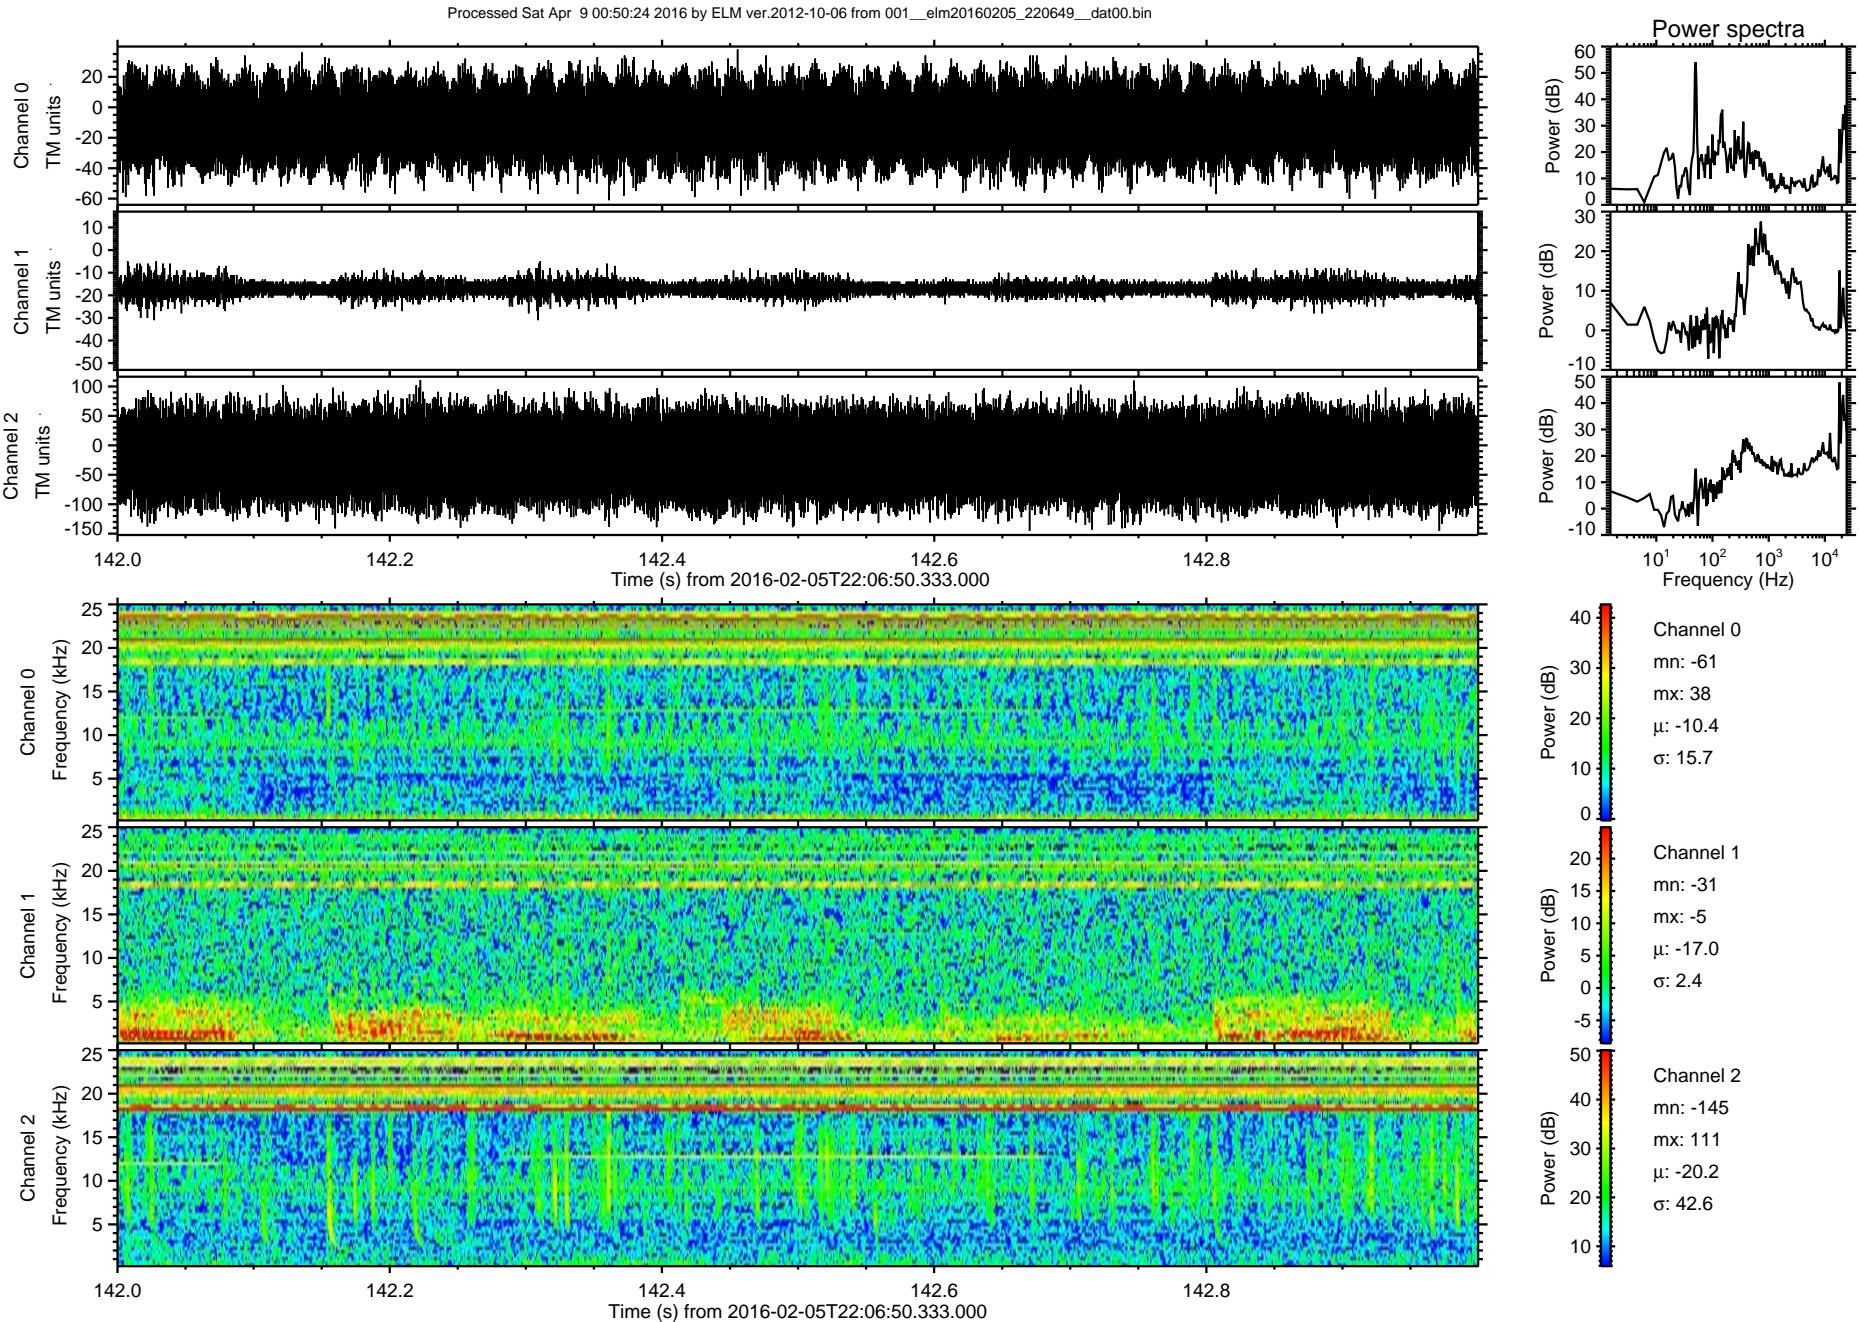 Processed Sat Apr  9 00:50:24 2016 by ELM ver.2012-10-06 from 001__elm20160205_220649__dat00.bin
Power spectra
Channel 0
TM units
20
0
-20
-40
-60
Power (dB)
60
50
40
30
20
10
0
Channel 1
TM units
10
0
-10
-20
-30
-40
-50
Power (dB)
30
20
10
0
-10
Channel 2
TM units
100
50
0
-50
-100
-150
Power (dB)
50
40
30
20
10
0
-10
142.0 142.2 142.4 142.6 142.8
Time (s) from 2016-02-05T22:06:50.333.000
10^1 10^2 10^3 10^4
Frequency (Hz)
Channel 0
Frequency (kHz)
25
20
15
10
5
Power (dB)
40
30
20
10
0
Channel 0
mn: -61
mx: 38
μ: -10.4
σ: 15.7
Channel 1
Frequency (kHz)
25
20
15
10
5
Power (dB)
20
15
10
5
0
-5
Channel 1
mn: -31
mx: -5
μ: -17.0
σ: 2.4
Channel 2
Frequency (kHz)
25
20
15
10
5
Power (dB)
50
40
30
20
10
Channel 2
mn: -145
mx: 111
μ: -20.2
σ: 42.6
142.0 142.2 142.4 142.6 142.8
Time (s) from 2016-02-05T22:06:50.333.000